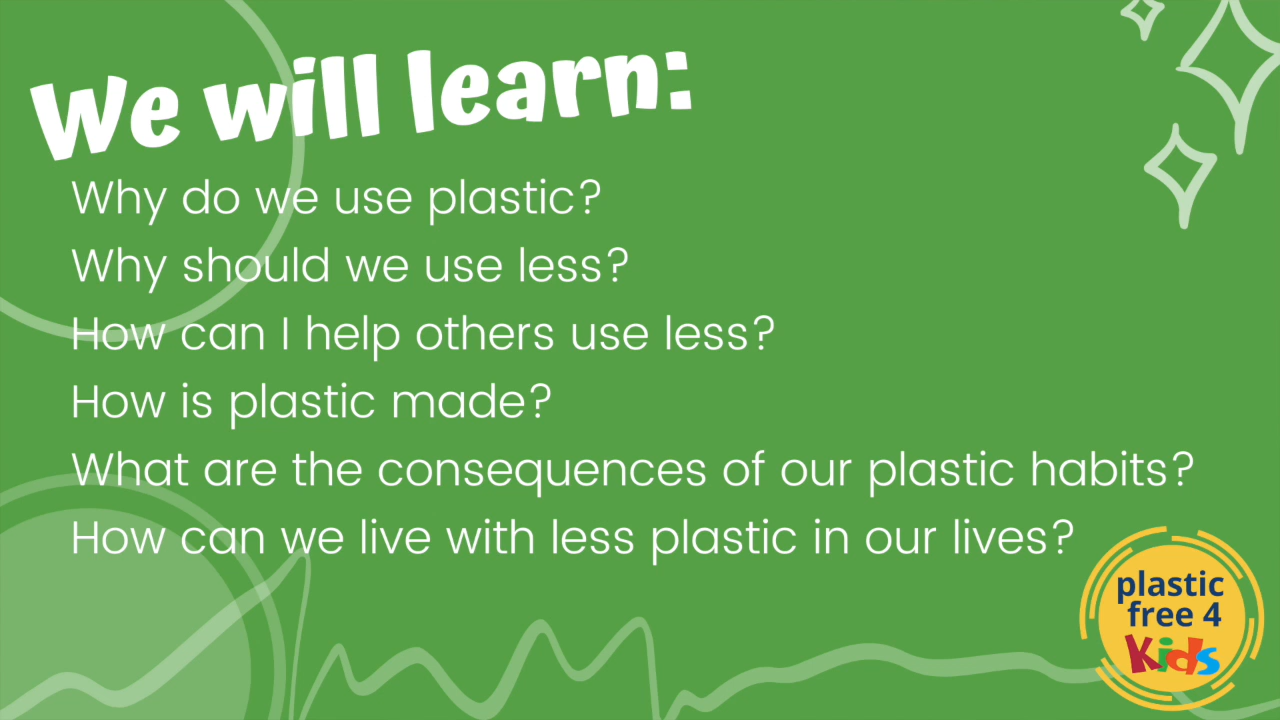 We will learn:
Why do we use plastic?
Why should we use less?
How can I help others use less?
How is plastic made?
What are the consequences of our plastic habits?
How can we live with less plastic in our lives?
plastic
free 4
Kids